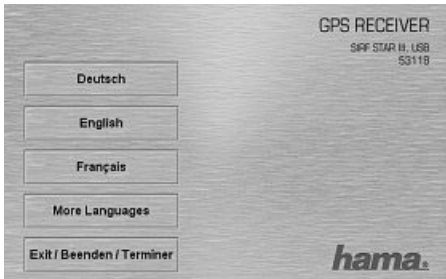 GPS RECEIVER
SIRF STAR III, USB
53118
Deutsch
English
Français
More Languages
Exit / Beenden / Terminer
hama.